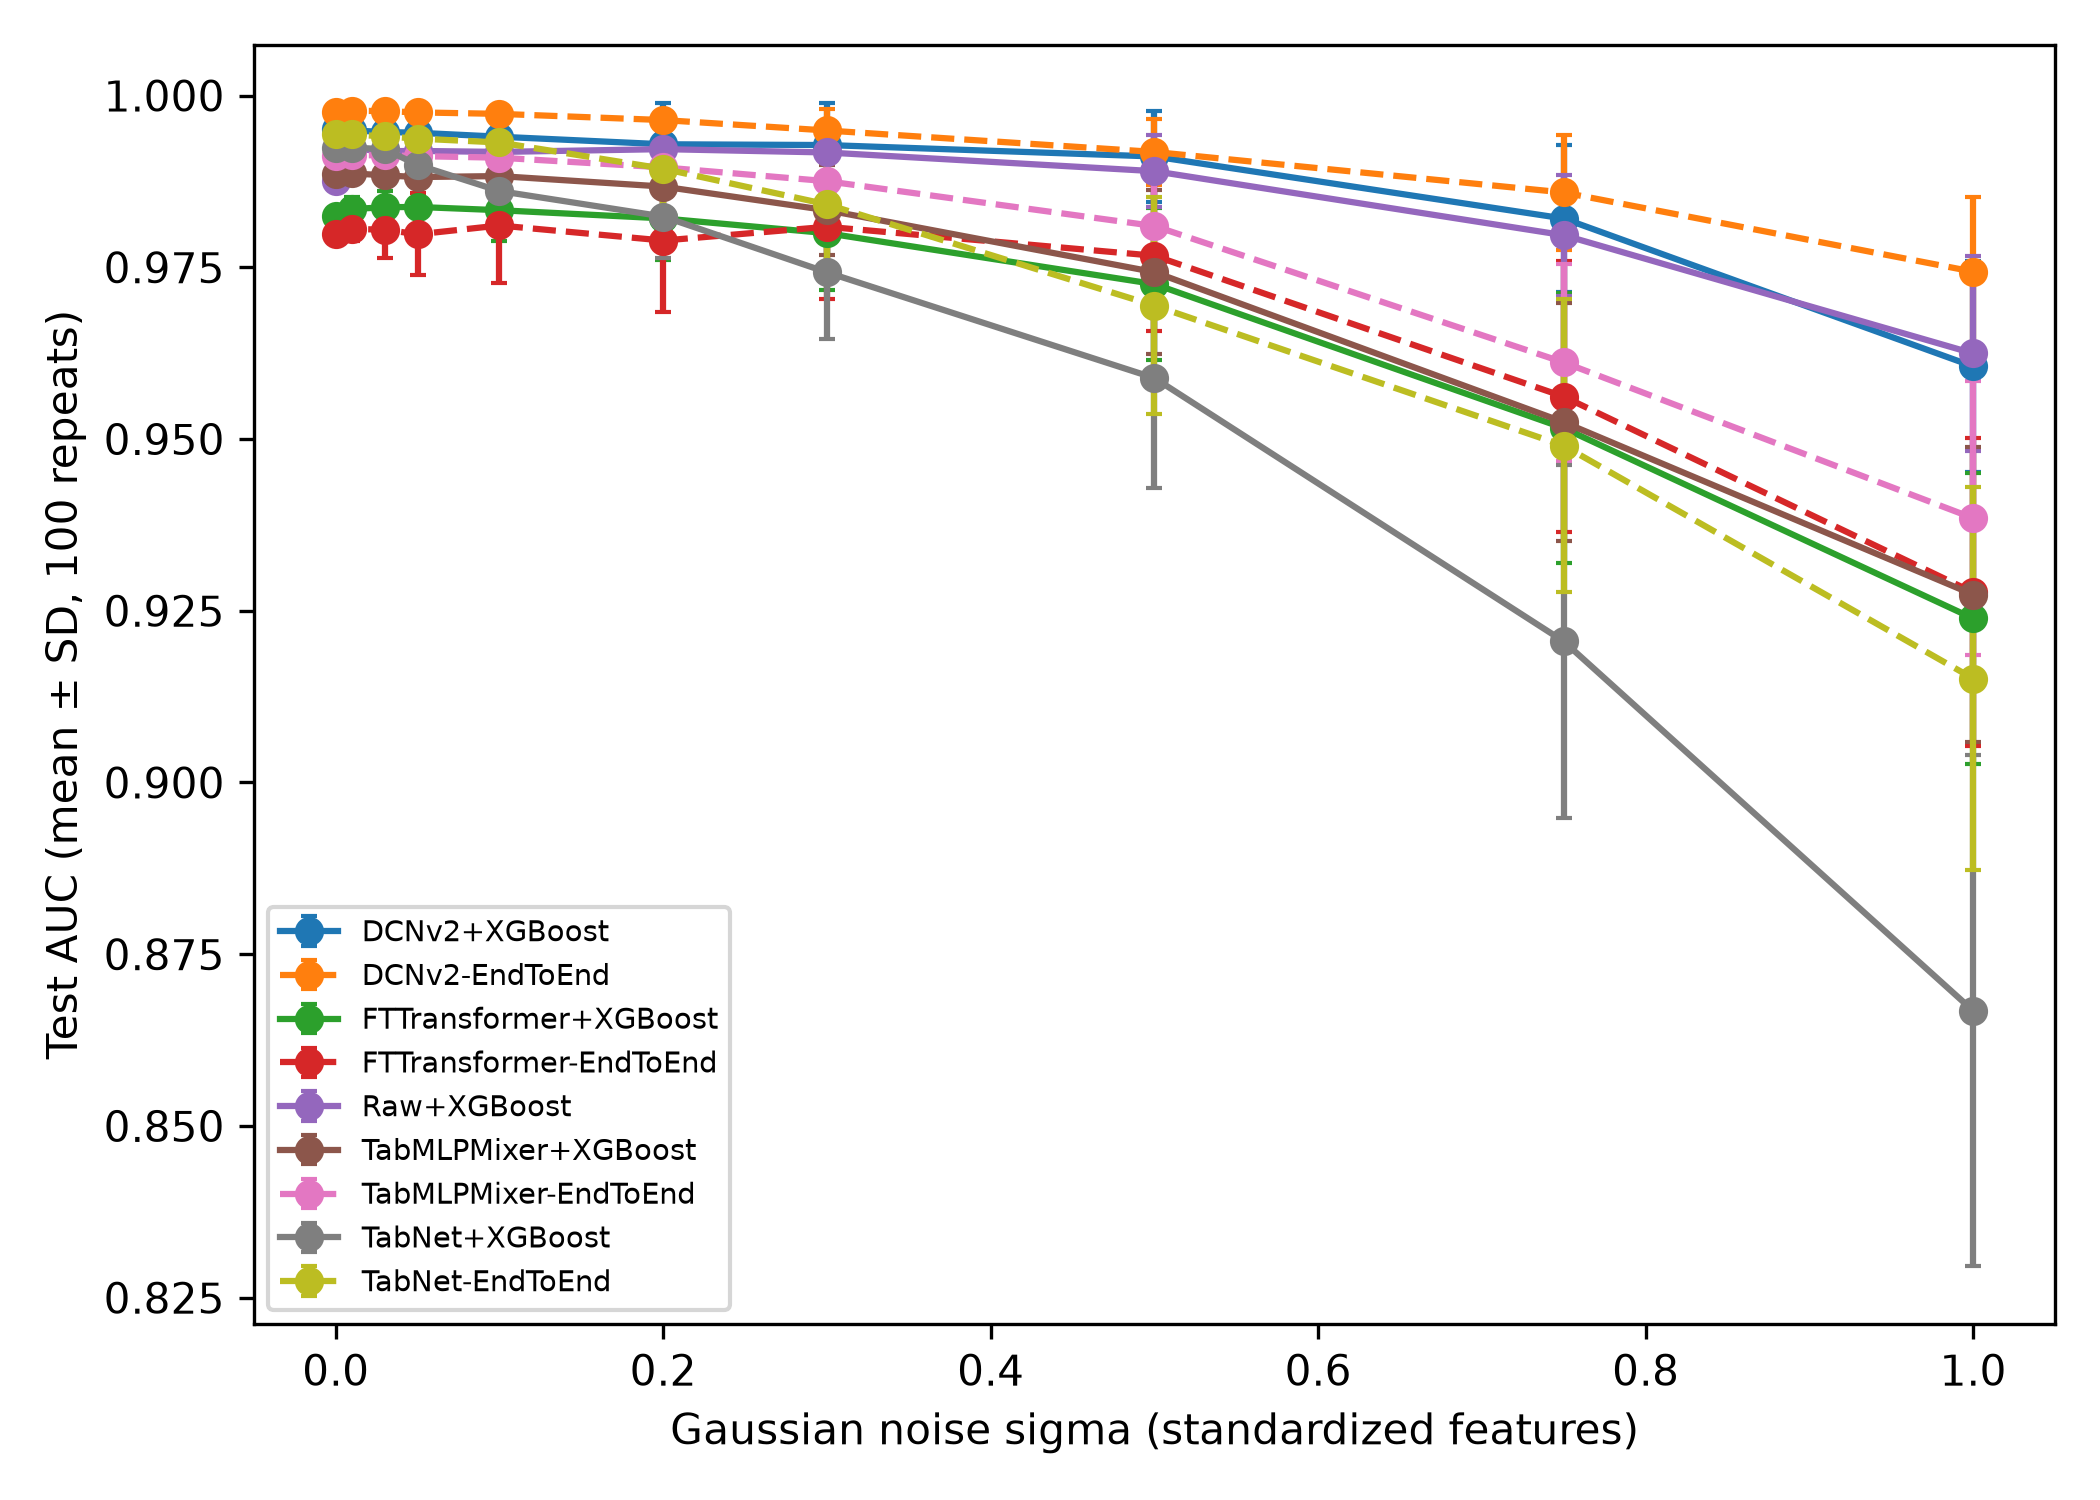 1.000
0.975
0.950
0.925
0.900
0.875
0.850
0.825
Test AUC (mean ± SD, 100 repeats)
DCNv2+XGBoost
DCNv2-EndToEnd
FTTransformer+XGBoost
FTTransformer-EndToEnd
Raw+XGBoost
TabMLPMixer+XGBoost
TabMLPMixer-EndToEnd
TabNet+XGBoost
TabNet-EndToEnd
0.0 0.2 0.4 0.6 0.8 1.0
Gaussian noise sigma (standardized features)